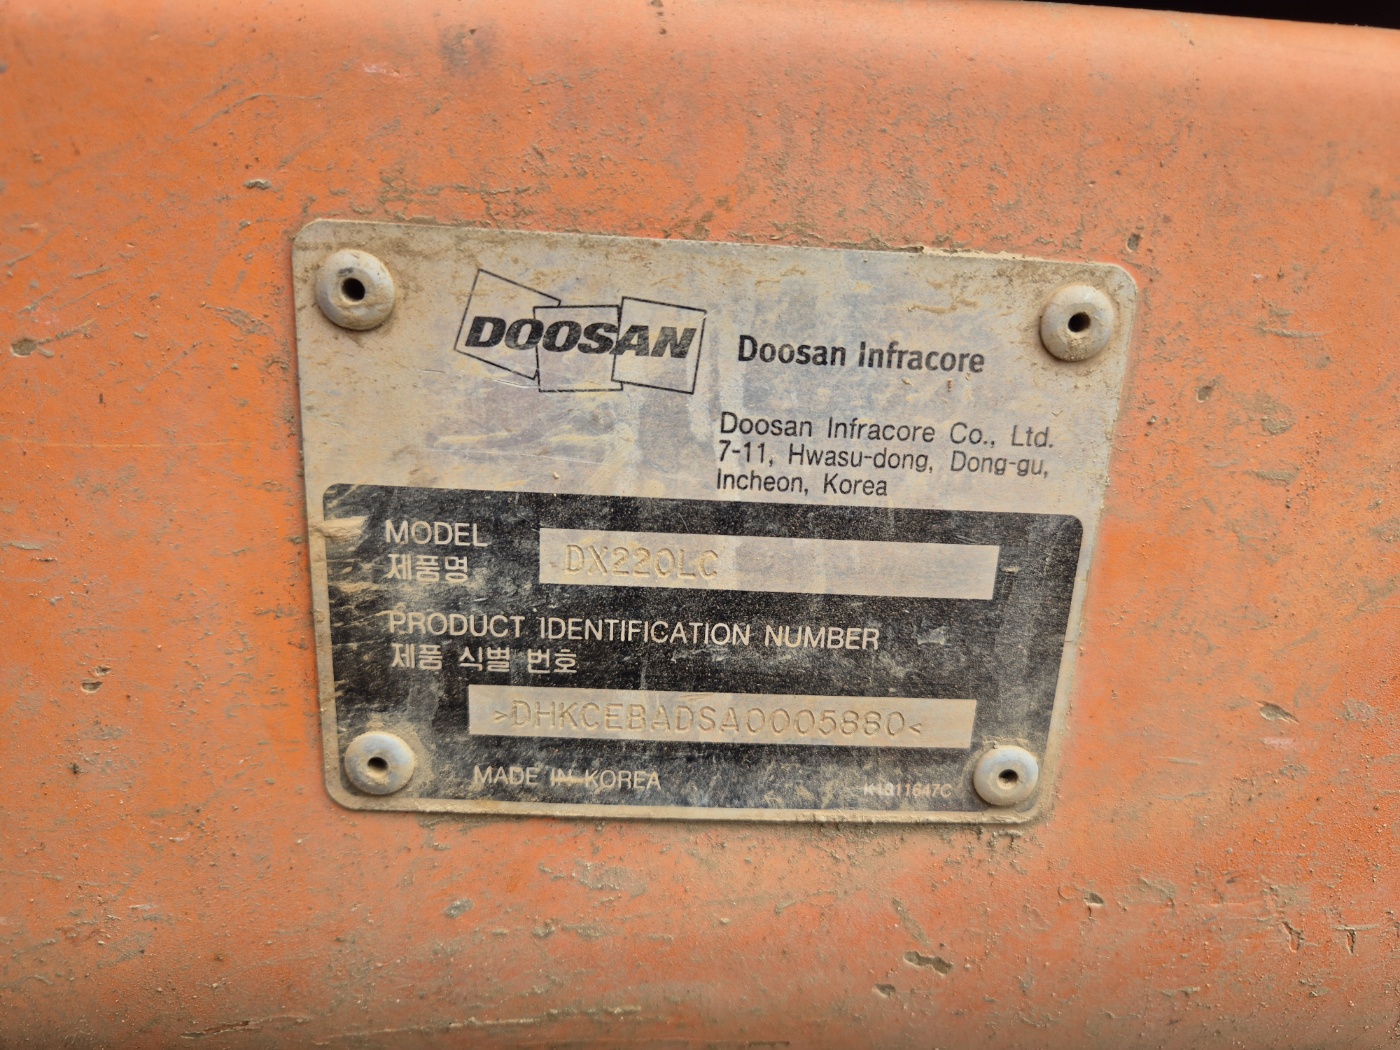 DOOSAN Doosan Infracore
Doosan Infracore Co., Ltd.
7-11, Hwasu-dong, Dong-gu,
Incheon, Korea
MODEL
제품명
DX220LC
PRODUCT IDENTIFICATION NUMBER
제품 식별 번호
>DHKCEBADSA0005880<
MADE IN KOREA